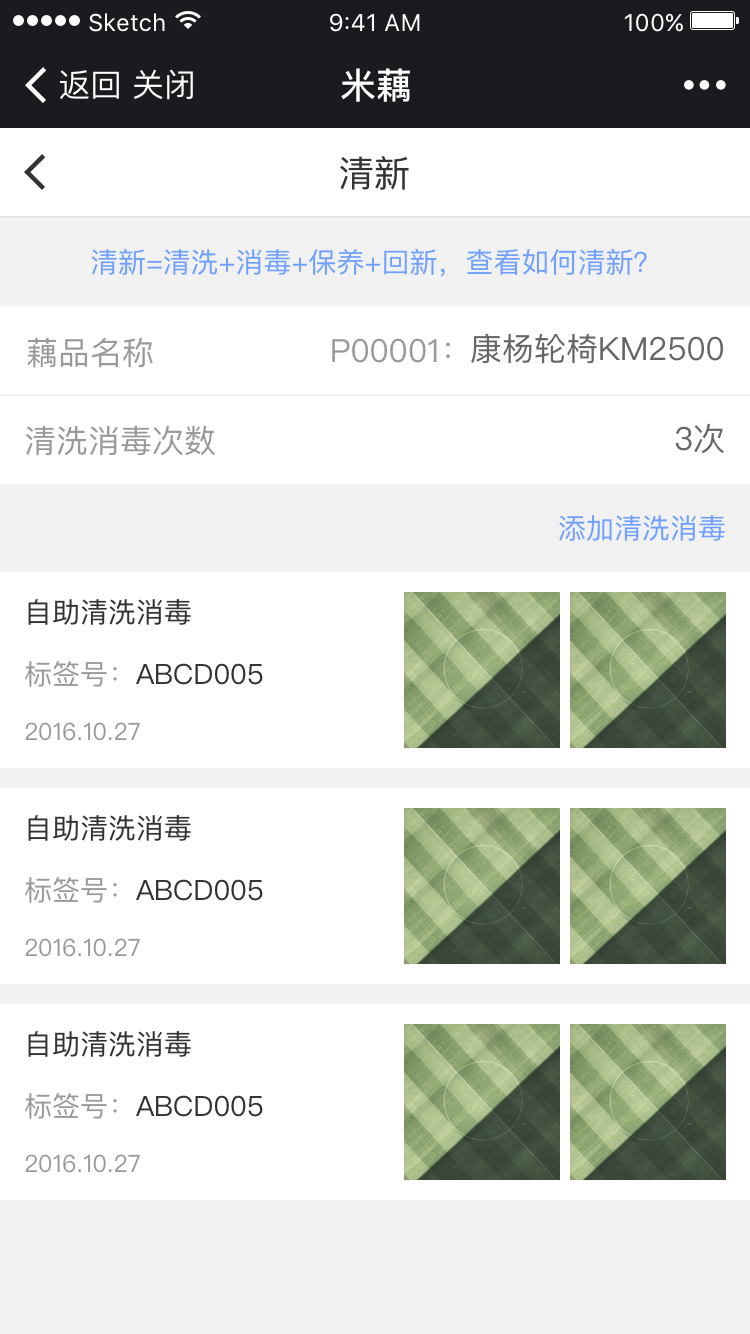 Sketch 9:41 AM 100%
返回 关闭 米藕
清新
清新=清洗+消毒+保养+回新，查看如何清新？
藕品名称 P00001：康杨轮椅KM2500
清洗消毒次数 3次
添加清洗消毒
自助清洗消毒
标签号：ABCD005
2016.10.27
自助清洗消毒
标签号：ABCD005
2016.10.27
自助清洗消毒
标签号：ABCD005
2016.10.27